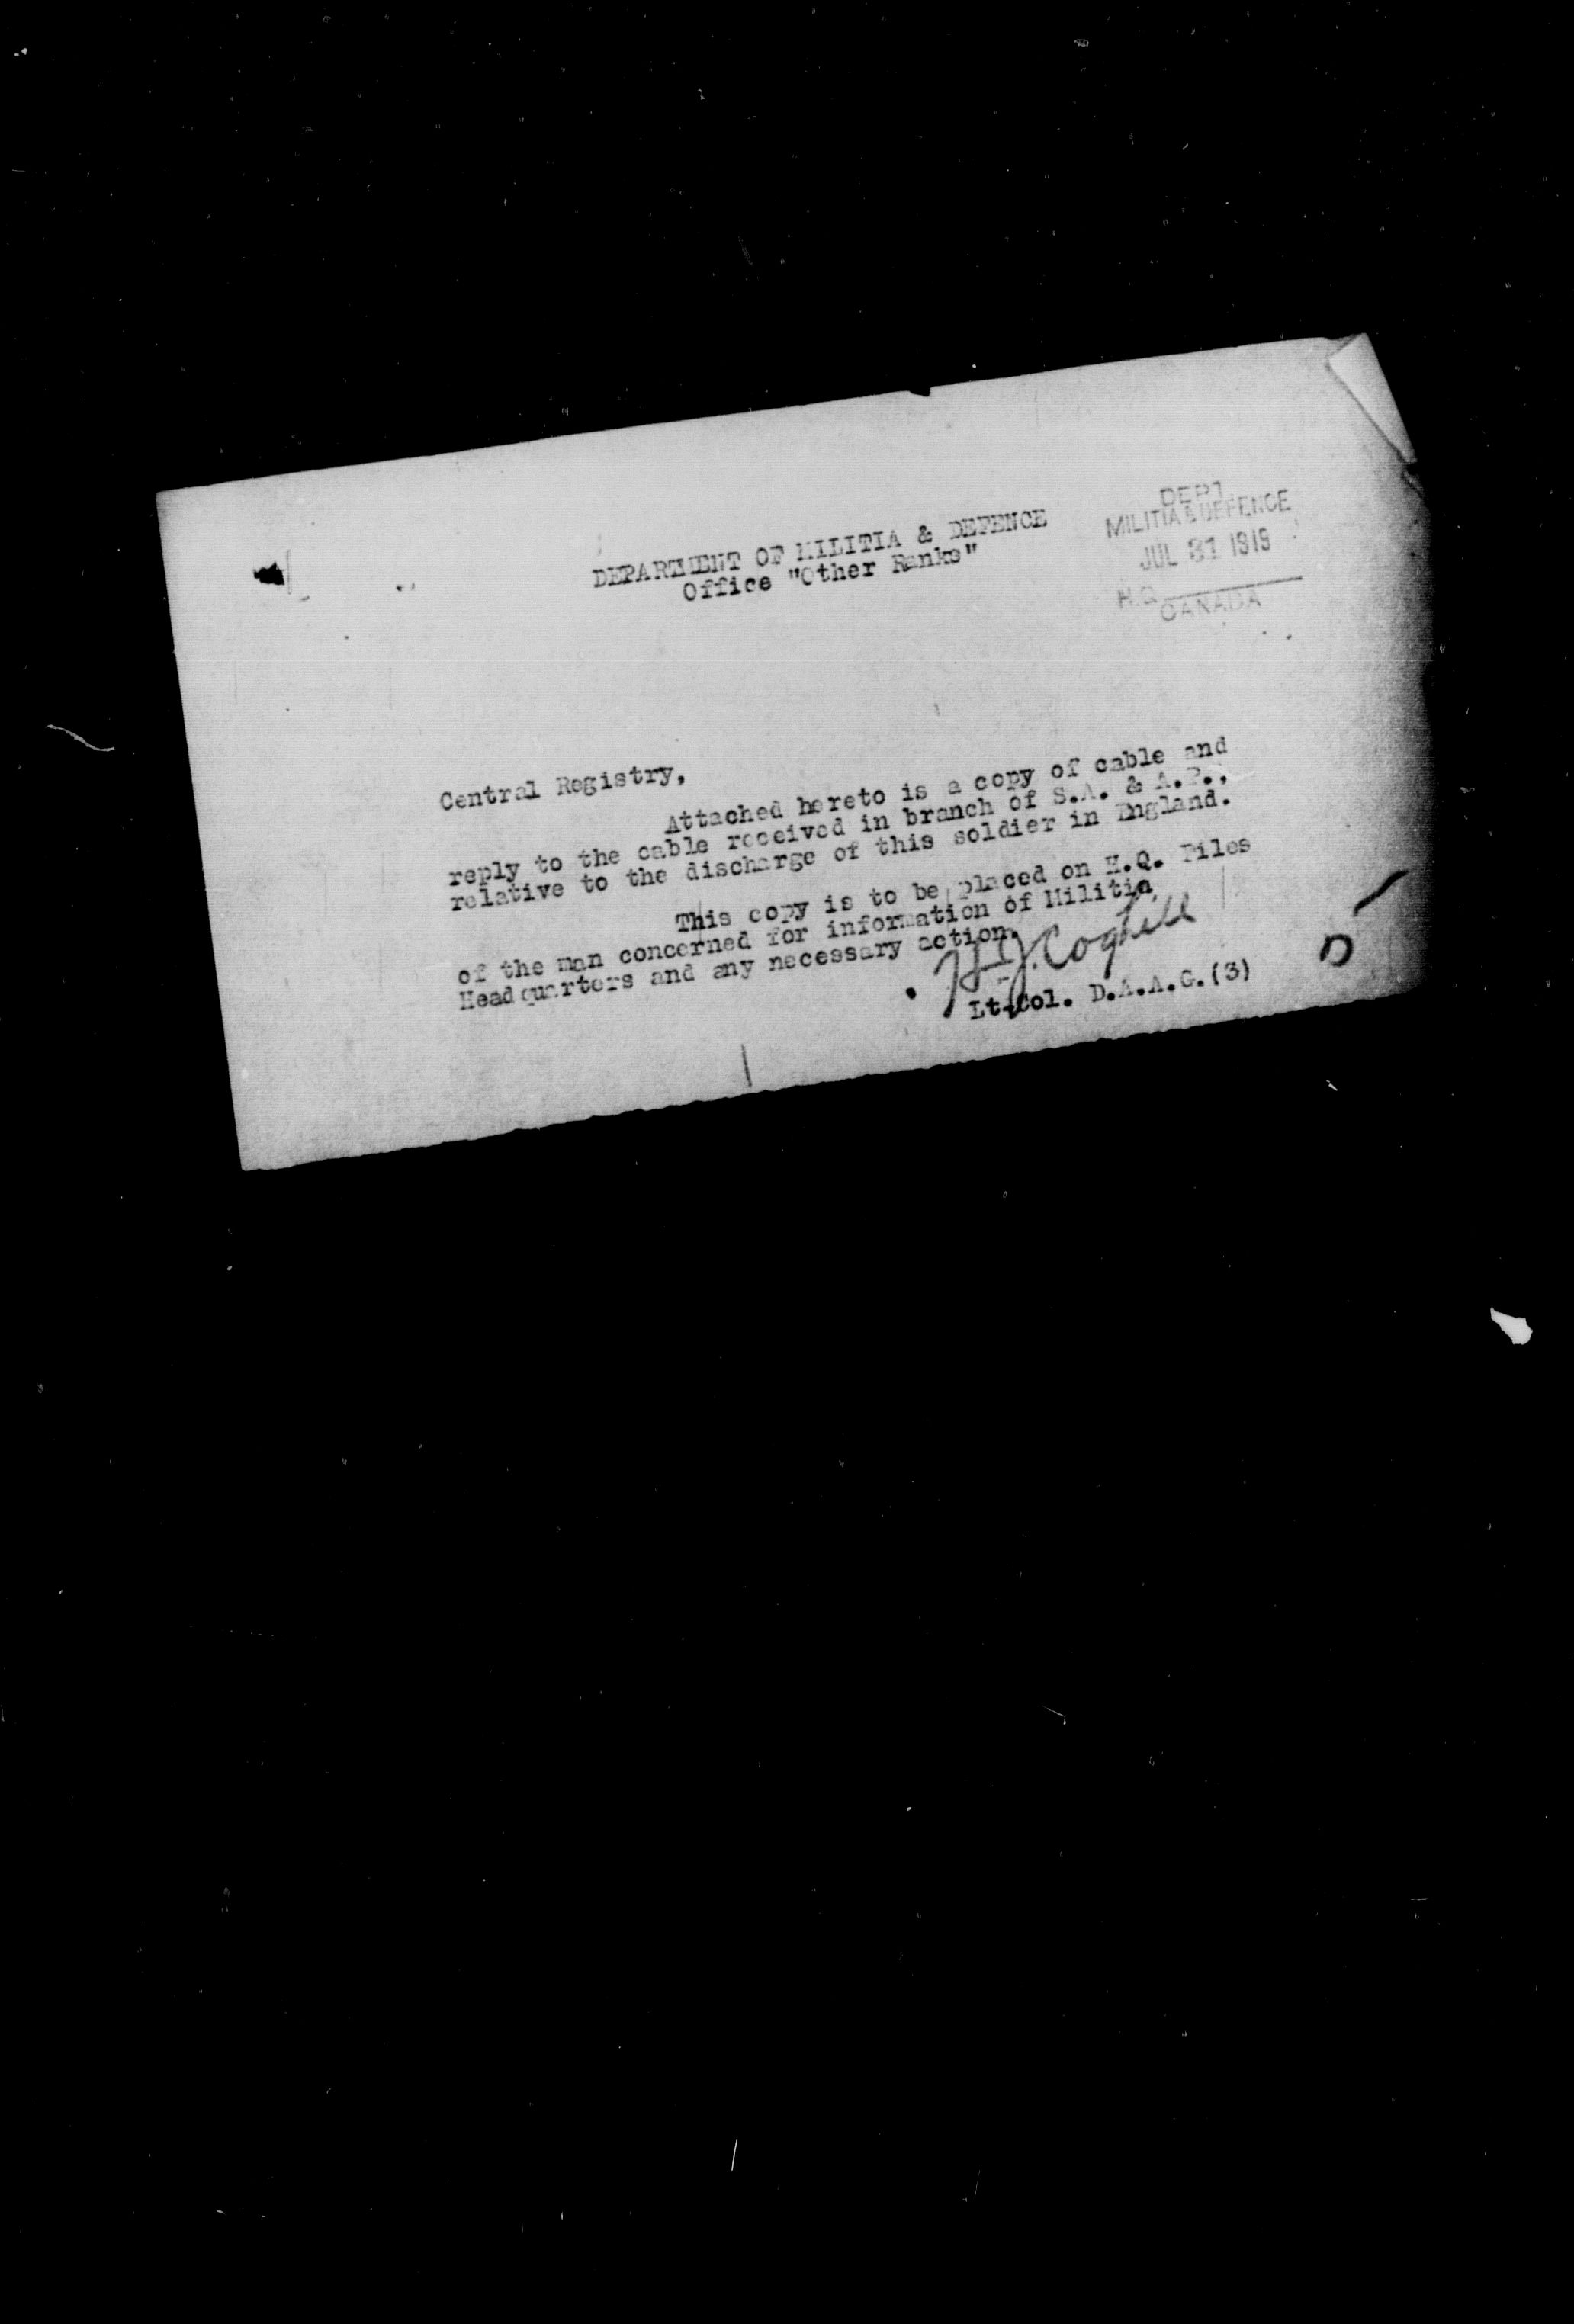 DEPARTMENT OF MILITIA & DEFENCE
Office "Other Ranks"
DEPT.
MILITIA & DEFENCE
JUL 31 1919
H.Q.
CANADA
Central Registry,
Attached hereto is a copy of cable and
reply to the cable received in branch of S.A. & A.P.,
relative to the discharge of this soldier in England.
This copy is to be placed on H.Q. Files
of the man concerned for information of Militia
Headquarters and any necessary action.
H.J. Coghill
Lt-Col. D.A.A.G.(3)